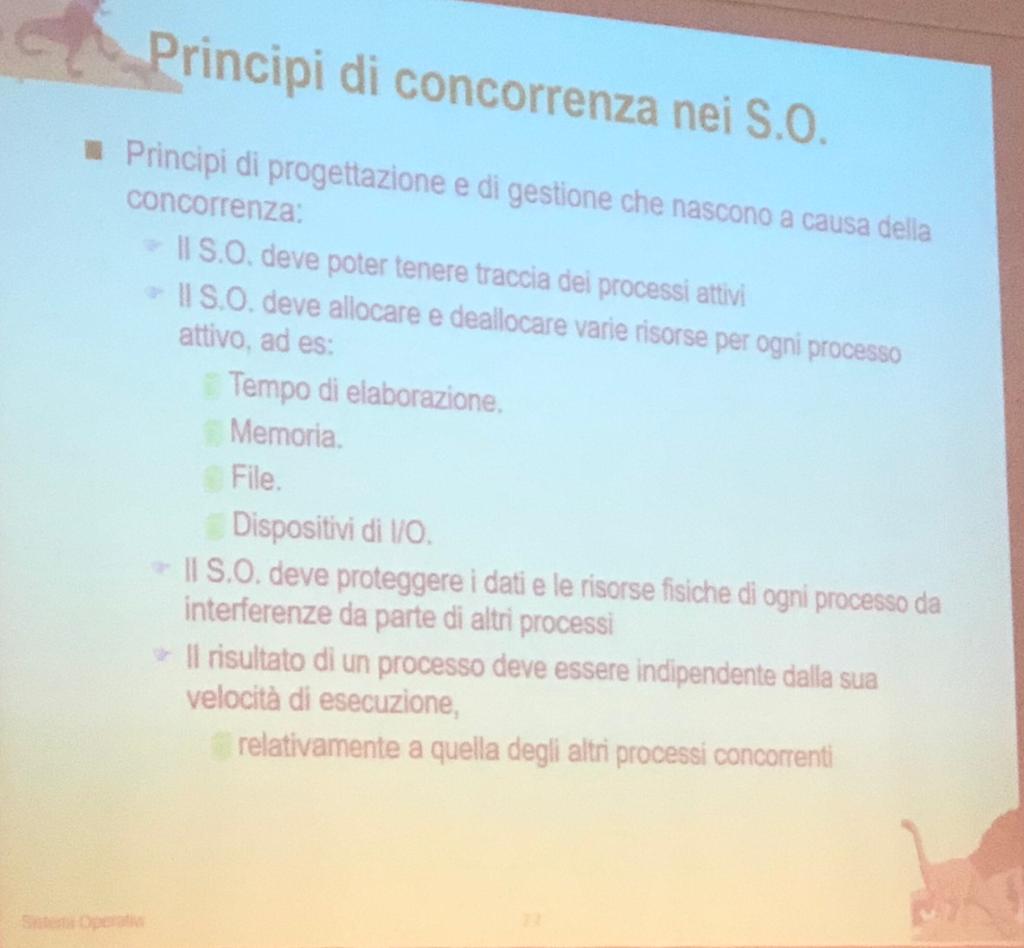 Principi di concorrenza nei S.O.
Principi di progettazione e di gestione che nascono a causa della
concorrenza:
Il S.O. deve poter tenere traccia dei processi attivi
Il S.O. deve allocare e deallocare varie risorse per ogni processo
attivo, ad es:
Tempo di elaborazione.
Memoria.
File.
Dispositivi di I/O.
Il S.O. deve proteggere i dati e le risorse fisiche di ogni processo da
interferenze da parte di altri processi
Il risultato di un processo deve essere indipendente dalla sua
velocità di esecuzione,
relativamente a quella degli altri processi concorrenti
Sistemi Operativi